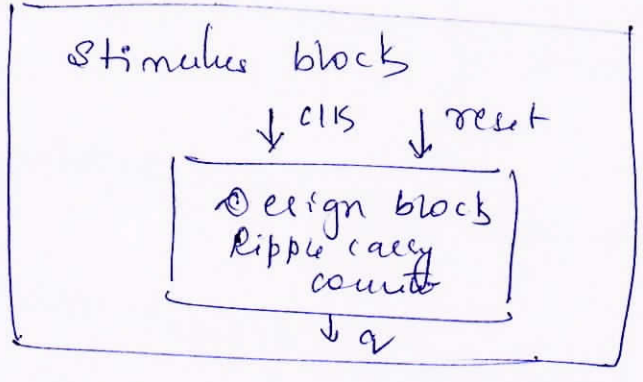 Stimulus block
clk reset
Design block
Ripple carry
counter
q